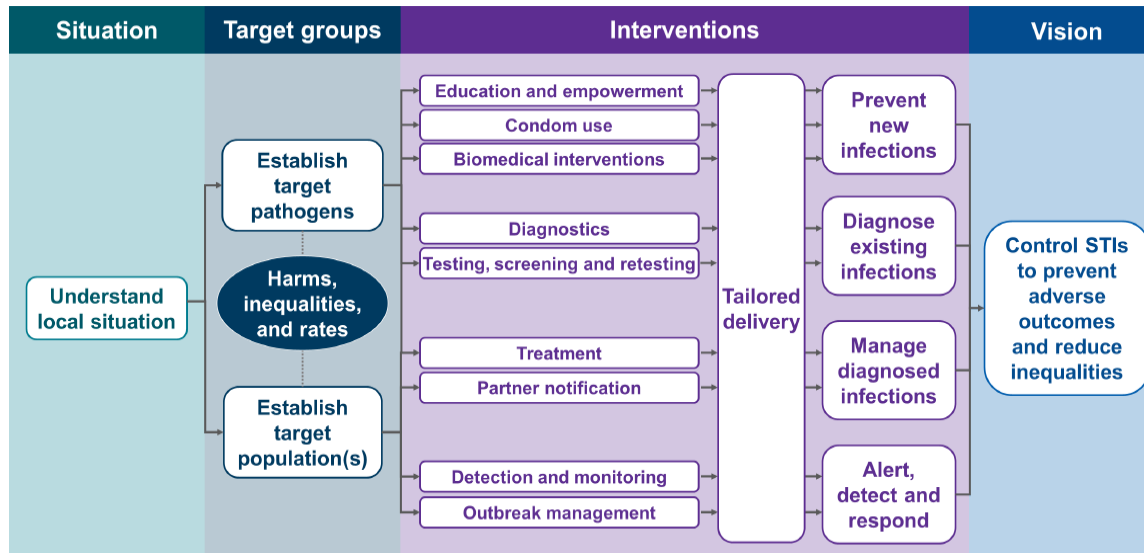 Situation
Target groups
Interventions
Vision
Understand
local situation
Establish
target
pathogens
Harms,
inequalities,
and rates
Establish
target
population(s)
Education and empowerment
Condom use
Biomedical interventions
Diagnostics
Testing, screening and retesting
Treatment
Partner notification
Detection and monitoring
Outbreak management
Tailored
delivery
Prevent
new
infections
Diagnose
existing
infections
Manage
diagnosed
infections
Alert,
detect and
respond
Control STIs
to prevent
adverse
outcomes
and reduce
inequalities